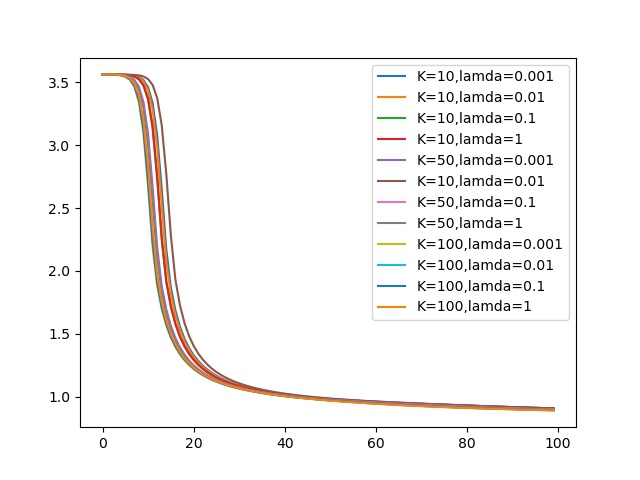 3.5
3.0
2.5
2.0
1.5
1.0
0 20 40 60 80 100
K=10,lamda=0.001
K=10,lamda=0.01
K=10,lamda=0.1
K=10,lamda=1
K=50,lamda=0.001
K=10,lamda=0.01
K=50,lamda=0.1
K=50,lamda=1
K=100,lamda=0.001
K=100,lamda=0.01
K=100,lamda=0.1
K=100,lamda=1